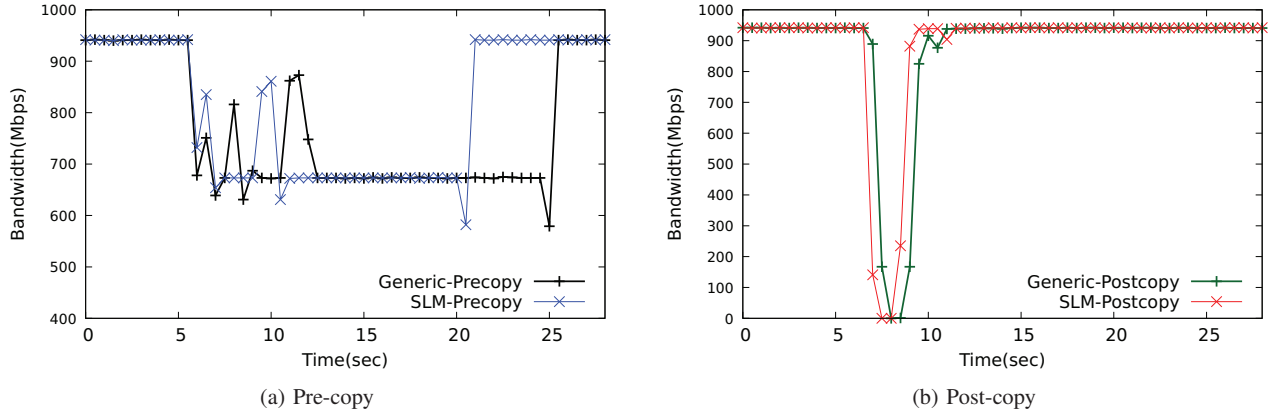 1000
900
800
700
600
500
400
Bandwidth(Mbps)
Generic-Precopy
SLM-Precopy
0 5 10 15 20 25
Time(sec)
(a) Pre-copy
1000
900
800
700
600
500
400
300
200
100
0
Bandwidth(Mbps)
Generic-Postcopy
SLM-Postcopy
0 5 10 15 20 25
Time(sec)
(b) Post-copy